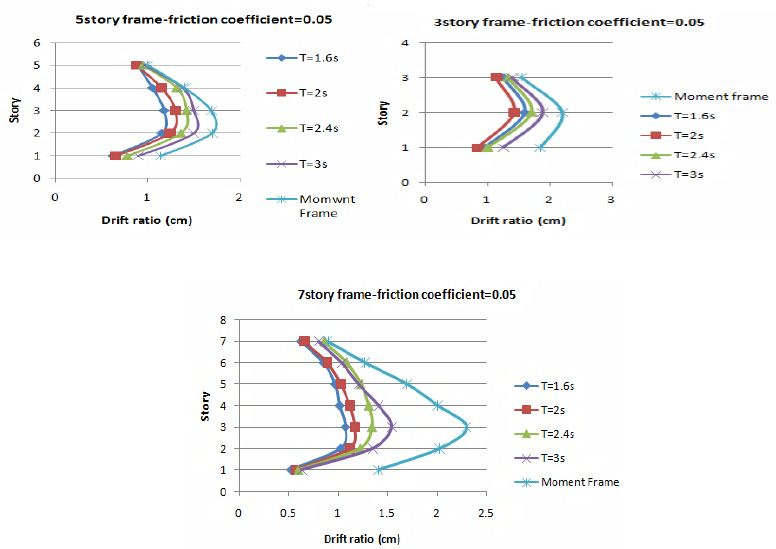 5story frame-friction coefficient=0.05
6
5
4
3
2
1
0
Story
0 1 2
Drift ratio (cm)
T=1.6s
T=2s
T=2.4s
T=3s
Momwnt
Frame
3story frame-friction coefficient=0.05
4
3
2
1
0
Story
0 1 2 3
Drift ratio (cm)
Moment frame
T=1.6s
T=2s
T=2.4s
T=3s
7story frame-friction coefficient=0.05
8
7
6
5
4
3
2
1
0
Story
0 0.5 1 1.5 2 2.5
Drift ratio (cm)
T=1.6s
T=2s
T=2.4s
T=3s
Moment Frame